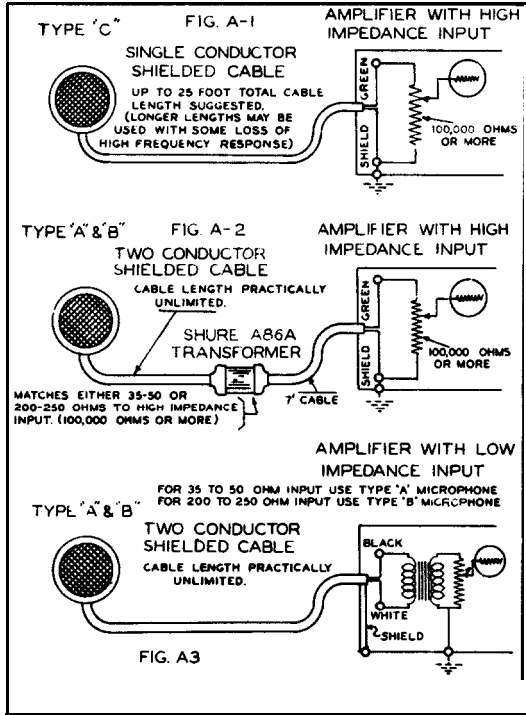 TYPE "C"
FIG. A-1
AMPLIFIER WITH HIGH
IMPEDANCE INPUT
SINGLE CONDUCTOR
SHIELDED CABLE
UP TO 25 FOOT TOTAL CABLE
LENGTH SUGGESTED.
(LONGER LENGTHS MAY BE
USED WITH SOME LOSS OF
HIGH FREQUENCY RESPONSE)
GREEN
SHIELD
100,000 OHMS
OR MORE
TYPE "A" & "B"
FIG. A-2
AMPLIFIER WITH HIGH
IMPEDANCE INPUT
TWO CONDUCTOR
SHIELDED CABLE
CABLE LENGTH PRACTICALLY
UNLIMITED.
SHURE A86A
TRANSFORMER
GREEN
SHIELD
100,000 OHMS
OR MORE
7' CABLE
MATCHES EITHER 35-50 OR
200-250 OHMS TO HIGH IMPEDANCE
INPUT. (100,000 OHMS OR MORE)
AMPLIFIER WITH LOW
IMPEDANCE INPUT
FOR 35 TO 50 OHM INPUT USE TYPE "A" MICROPHONE
FOR 200 TO 250 OHM INPUT USE TYPE "B" MICROPHONE
TYPE "A" & "B"
TWO CONDUCTOR
SHIELDED CABLE
CABLE LENGTH PRACTICALLY
UNLIMITED.
BLACK
WHITE
SHIELD
FIG. A3